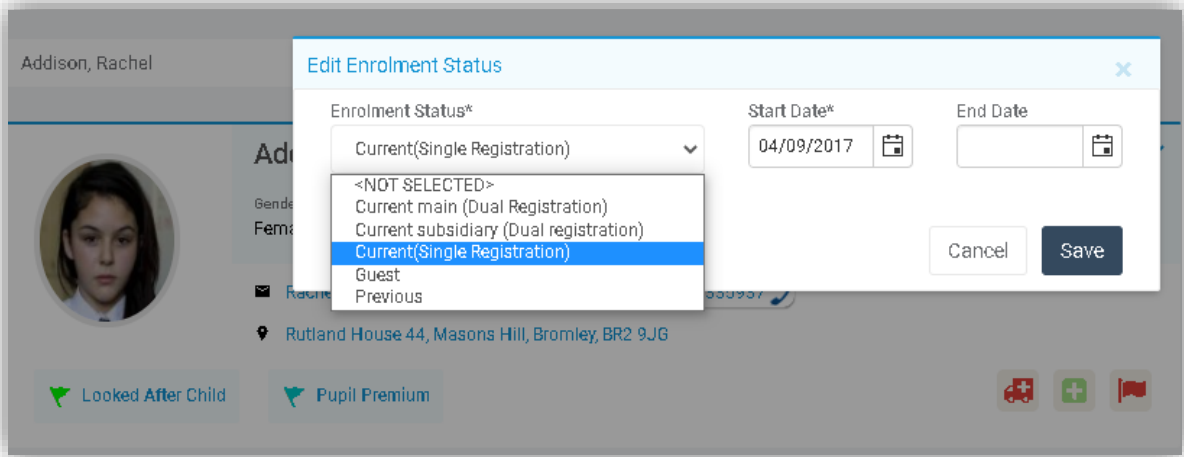 Addison, Rachel
Edit Enrolment Status
Enrolment Status*
Start Date*
End Date
Current(Single Registration)
04/09/2017
<NOT SELECTED>
Current main (Dual Registration)
Current subsidiary (Dual registration)
Current(Single Registration)
Guest
Previous
Cancel
Save
Rutland House 44, Masons Hill, Bromley, BR2 9JG
Looked After Child
Pupil Premium